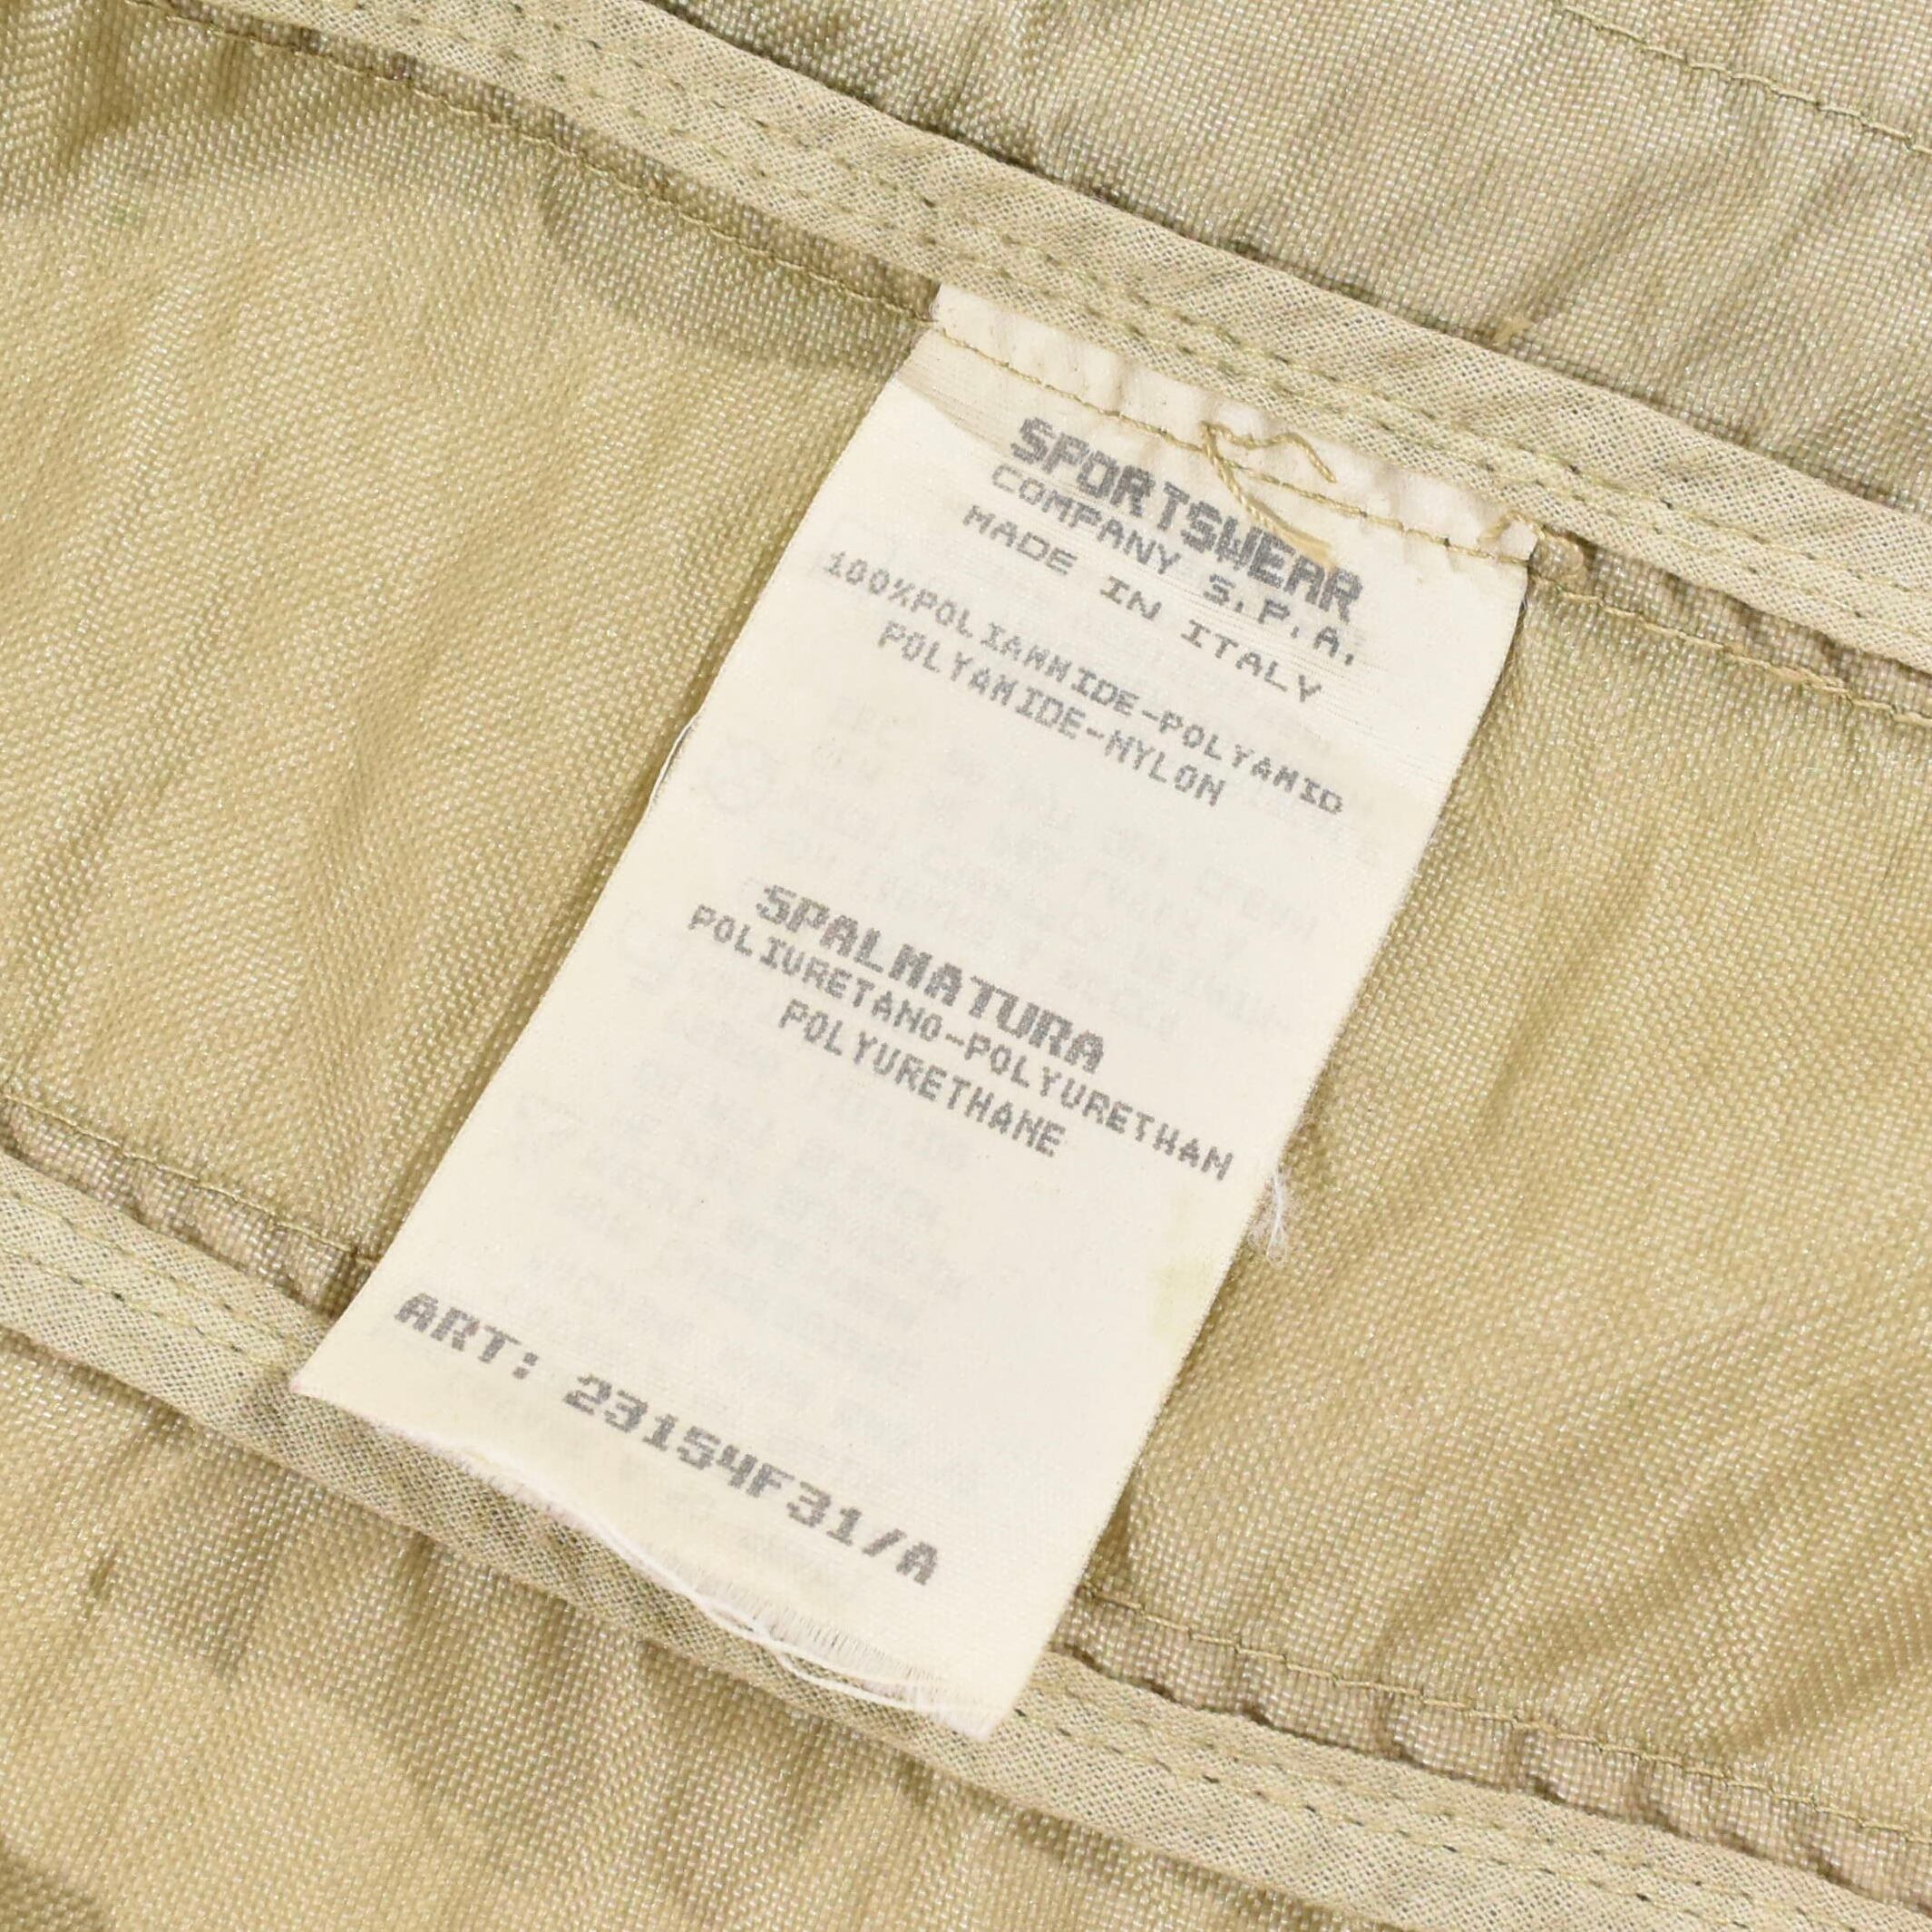 SPORTSWEAR
COMPANY S.P.A.
MADE IN ITALY
100%POLIAMMIDE-POLYAMID
POLYAMIDE-NYLON
SPALMATURA
POLIURETANO-POLYURETHAN
POLYURETHANE
ART: 23154F31/A